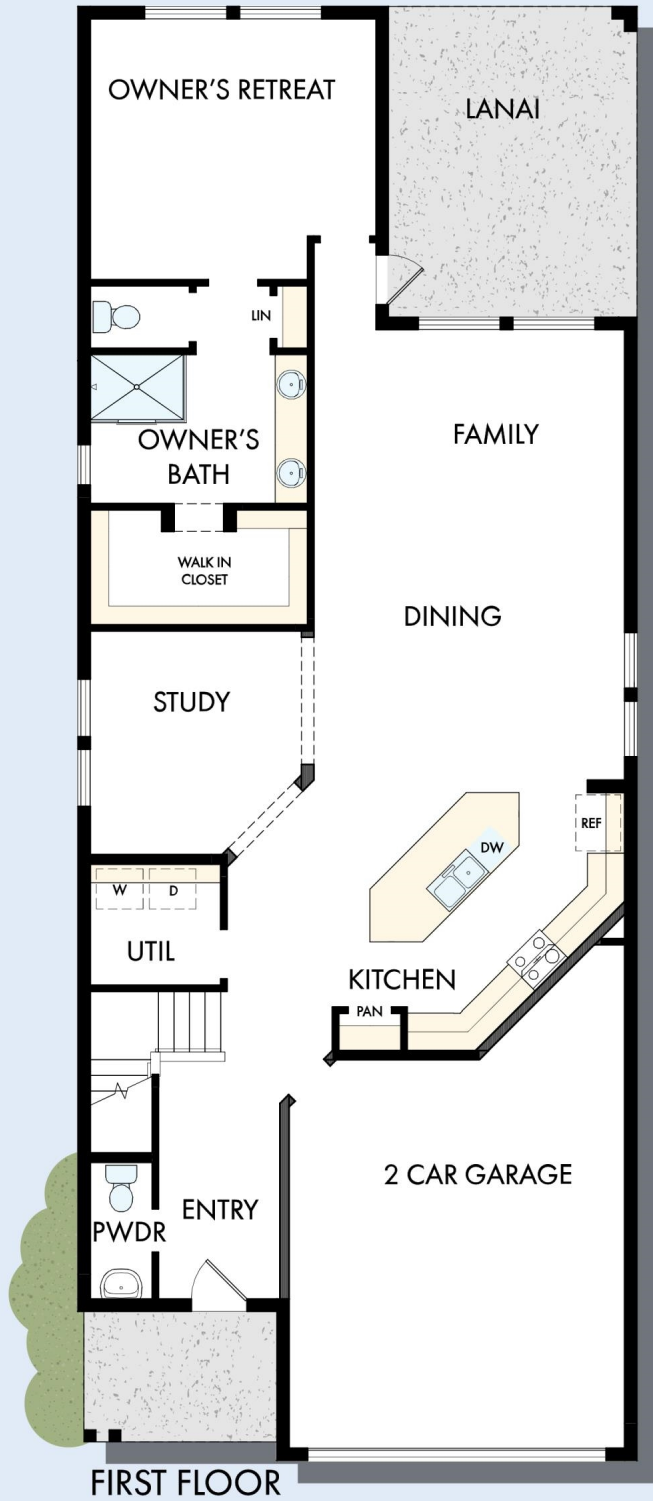 OWNER'S RETREAT
LANAI
LIN
OWNER'S
BATH
FAMILY
WALK IN
CLOSET
DINING
STUDY
REF
DW
W
D
UTIL
KITCHEN
PAN
2 CAR GARAGE
ENTRY
PWDR
FIRST FLOOR